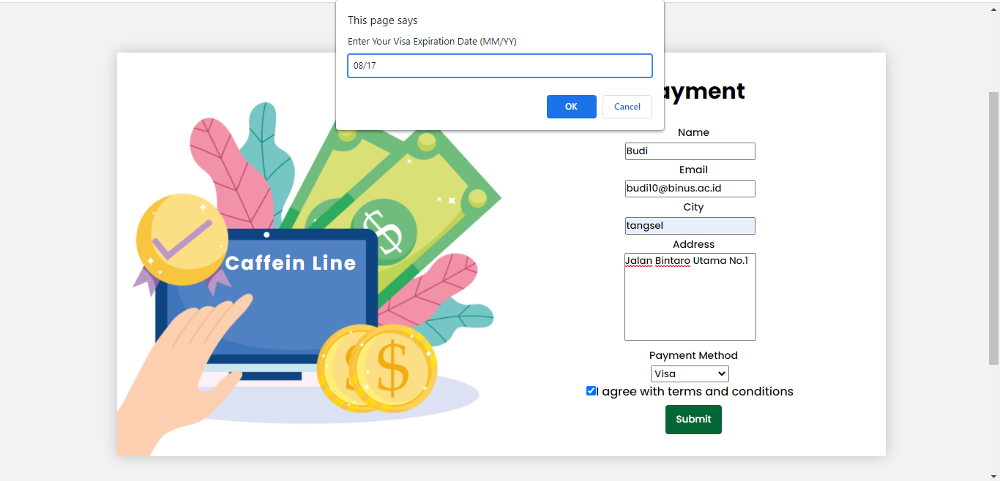 This page says
Enter Your Visa Expiration Date (MM/YY)
08/17
OK
Cancel
ayment
Name
Budi
Email
budi10@binus.ac.id
City
tangsel
Address
Jalan Bintaro Utama No.1
Payment Method
Visa
I agree with terms and conditions
Submit
Caffein Line
$
$
$